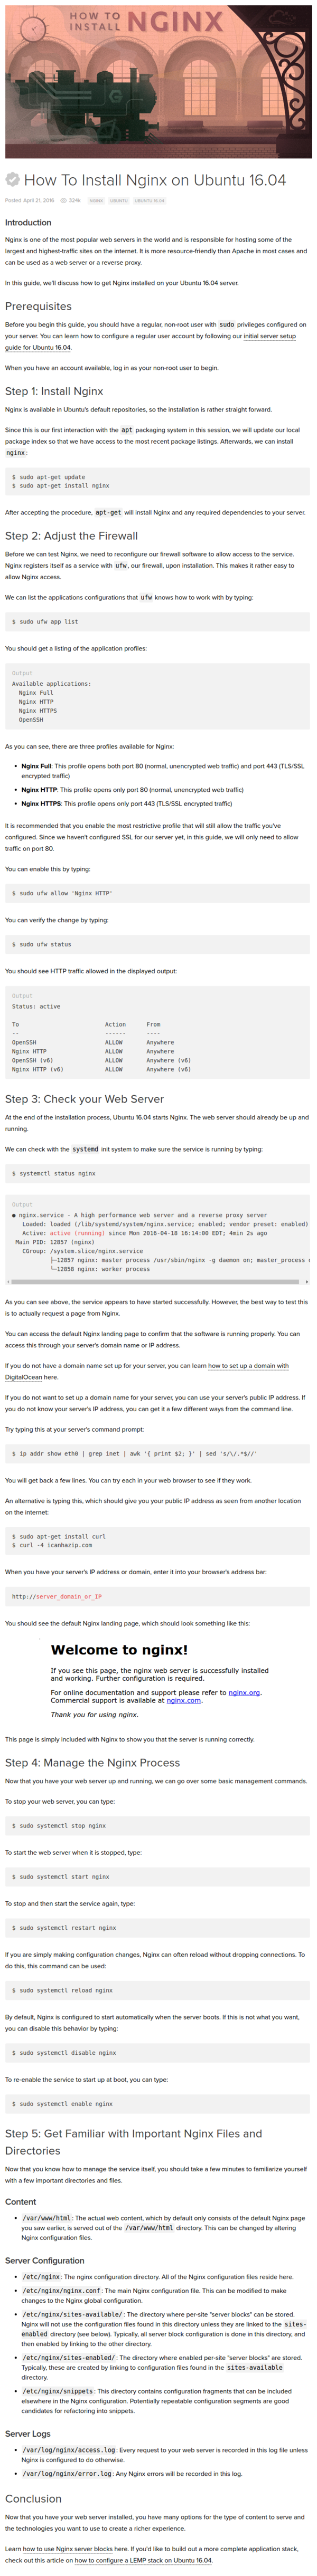 HOW TO
INSTALL NGINX
How To Install Nginx on Ubuntu 16.04
Posted April 21, 2016 324k NGINX UBUNTU UBUNTU 16.04
Introduction
Nginx is one of the most popular web servers in the world and is responsible for hosting some of the
largest and highest-traffic sites on the internet. It is more resource-friendly than Apache in most cases and
can be used as a web server or a reverse proxy.
In this guide, we'll discuss how to get Nginx installed on your Ubuntu 16.04 server.
Prerequisites
Before you begin this guide, you should have a regular, non-root user with sudo privileges configured on
your server. You can learn how to configure a regular user account by following our initial server setup
guide for Ubuntu 16.04.
When you have an account available, log in as your non-root user to begin.
Step 1: Install Nginx
Nginx is available in Ubuntu's default repositories, so the installation is rather straight forward.
Since this is our first interaction with the apt packaging system in this session, we will update our local
package index so that we have access to the most recent package listings. Afterwards, we can install
nginx:
$ sudo apt-get update
$ sudo apt-get install nginx
After accepting the procedure, apt-get will install Nginx and any required dependencies to your server.
Step 2: Adjust the Firewall
Before we can test Nginx, we need to reconfigure our firewall software to allow access to the service.
Nginx registers itself as a service with ufw, our firewall, upon installation. This makes it rather easy to
allow Nginx access.
We can list the applications configurations that ufw knows how to work with by typing:
$ sudo ufw app list
You should get a listing of the application profiles:
Output
Available applications:
Nginx Full
Nginx HTTP
Nginx HTTPS
OpenSSH
As you can see, there are three profiles available for Nginx:
• Nginx Full: This profile opens both port 80 (normal, unencrypted web traffic) and port 443 (TLS/SSL
encrypted traffic)
• Nginx HTTP: This profile opens only port 80 (normal, unencrypted web traffic)
• Nginx HTTPS: This profile opens only port 443 (TLS/SSL encrypted traffic)
It is recommended that you enable the most restrictive profile that will still allow the traffic you've
configured. Since we haven't configured SSL for our server yet, in this guide, we will only need to allow
traffic on port 80.
You can enable this by typing:
$ sudo ufw allow 'Nginx HTTP'
You can verify the change by typing:
$ sudo ufw status
You should see HTTP traffic allowed in the displayed output:
Output
Status: active
To Action From
-- ------ ----
OpenSSH ALLOW Anywhere
Nginx HTTP ALLOW Anywhere
OpenSSH (v6) ALLOW Anywhere (v6)
Nginx HTTP (v6) ALLOW Anywhere (v6)
Step 3: Check your Web Server
At the end of the installation process, Ubuntu 16.04 starts Nginx. The web server should already be up and
running.
We can check with the systemd init system to make sure the service is running by typing:
$ systemctl status nginx
Output
● nginx.service - A high performance web server and a reverse proxy server
Loaded: loaded (/lib/systemd/system/nginx.service; enabled; vendor preset: enabled)
Active: active (running) since Mon 2016-04-18 16:14:00 EDT; 4min 2s ago
Main PID: 12857 (nginx)
CGroup: /system.slice/nginx.service
├─12857 nginx: master process /usr/sbin/nginx -g daemon on; master_process o
└─12858 nginx: worker process
As you can see above, the service appears to have started successfully. However, the best way to test this
is to actually request a page from Nginx.
You can access the default Nginx landing page to confirm that the software is running properly. You can
access this through your server's domain name or IP address.
If you do not have a domain name set up for your server, you can learn how to set up a domain with
DigitalOcean here.
If you do not want to set up a domain name for your server, you can use your server's public IP address. If
you do not know your server's IP address, you can get it a few different ways from the command line.
Try typing this at your server's command prompt:
$ ip addr show eth0 | grep inet | awk '{ print $2; }' | sed 's/\/.*$//'
You will get back a few lines. You can try each in your web browser to see if they work.
An alternative is typing this, which should give you your public IP address as seen from another location
on the internet:
$ sudo apt-get install curl
$ curl -4 icanhazip.com
When you have your server's IP address or domain, enter it into your browser's address bar:
http://server_domain_or_IP
You should see the default Nginx landing page, which should look something like this:
Welcome to nginx!
If you see this page, the nginx web server is successfully installed
and working. Further configuration is required.
For online documentation and support please refer to nginx.org.
Commercial support is available at nginx.com.
Thank you for using nginx.
This page is simply included with Nginx to show you that the server is running correctly.
Step 4: Manage the Nginx Process
Now that you have your web server up and running, we can go over some basic management commands.
To stop your web server, you can type:
$ sudo systemctl stop nginx
To start the web server when it is stopped, type:
$ sudo systemctl start nginx
To stop and then start the service again, type:
$ sudo systemctl restart nginx
If you are simply making configuration changes, Nginx can often reload without dropping connections. To
do this, this command can be used:
$ sudo systemctl reload nginx
By default, Nginx is configured to start automatically when the server boots. If this is not what you want,
you can disable this behavior by typing:
$ sudo systemctl disable nginx
To re-enable the service to start up at boot, you can type:
$ sudo systemctl enable nginx
Step 5: Get Familiar with Important Nginx Files and
Directories
Now that you know how to manage the service itself, you should take a few minutes to familiarize yourself
with a few important directories and files.
Content
• /var/www/html: The actual web content, which by default only consists of the default Nginx page
you saw earlier, is served out of the /var/www/html directory. This can be changed by altering
Nginx configuration files.
Server Configuration
• /etc/nginx: The nginx configuration directory. All of the Nginx configuration files reside here.
• /etc/nginx/nginx.conf: The main Nginx configuration file. This can be modified to make
changes to the Nginx global configuration.
• /etc/nginx/sites-available/: The directory where per-site "server blocks" can be stored.
Nginx will not use the configuration files found in this directory unless they are linked to the sites-
enabled directory (see below). Typically, all server block configuration is done in this directory, and
then enabled by linking to the other directory.
• /etc/nginx/sites-enabled/: The directory where enabled per-site "server blocks" are stored.
Typically, these are created by linking to configuration files found in the sites-available
directory.
• /etc/nginx/snippets: This directory contains configuration fragments that can be included
elsewhere in the Nginx configuration. Potentially repeatable configuration segments are good
candidates for refactoring into snippets.
Server Logs
• /var/log/nginx/access.log: Every request to your web server is recorded in this log file unless
Nginx is configured to do otherwise.
• /var/log/nginx/error.log: Any Nginx errors will be recorded in this log.
Conclusion
Now that you have your web server installed, you have many options for the type of content to serve and
the technologies you want to use to create a richer experience.
Learn how to use Nginx server blocks here. If you'd like to build out a more complete application stack,
check out this article on how to configure a LEMP stack on Ubuntu 16.04.